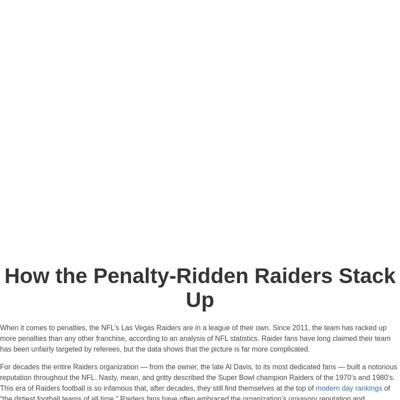 How the Penalty-Ridden Raiders Stack
Up
When it comes to penalties, the NFL's Las Vegas Raiders are in a league of their own. Since 2011, the team has racked up
more penalties than any other franchise, according to an analysis of NFL statistics. Raider fans have long claimed their team
has been unfairly targeted by referees, but the data shows that the picture is far more complicated.
For decades the entire Raiders organization — from the owner, the late Al Davis, to its most dedicated fans — built a notorious
reputation throughout the NFL. Nasty, mean, and gritty described the Super Bowl champion Raiders of the 1970's and 1980's.
This era of Raiders football is so infamous that, after decades, they still find themselves at the top of modern day rankings of
"the dirtiest football teams of all time." Raiders fans have often embraced the organization's unsavory reputation and